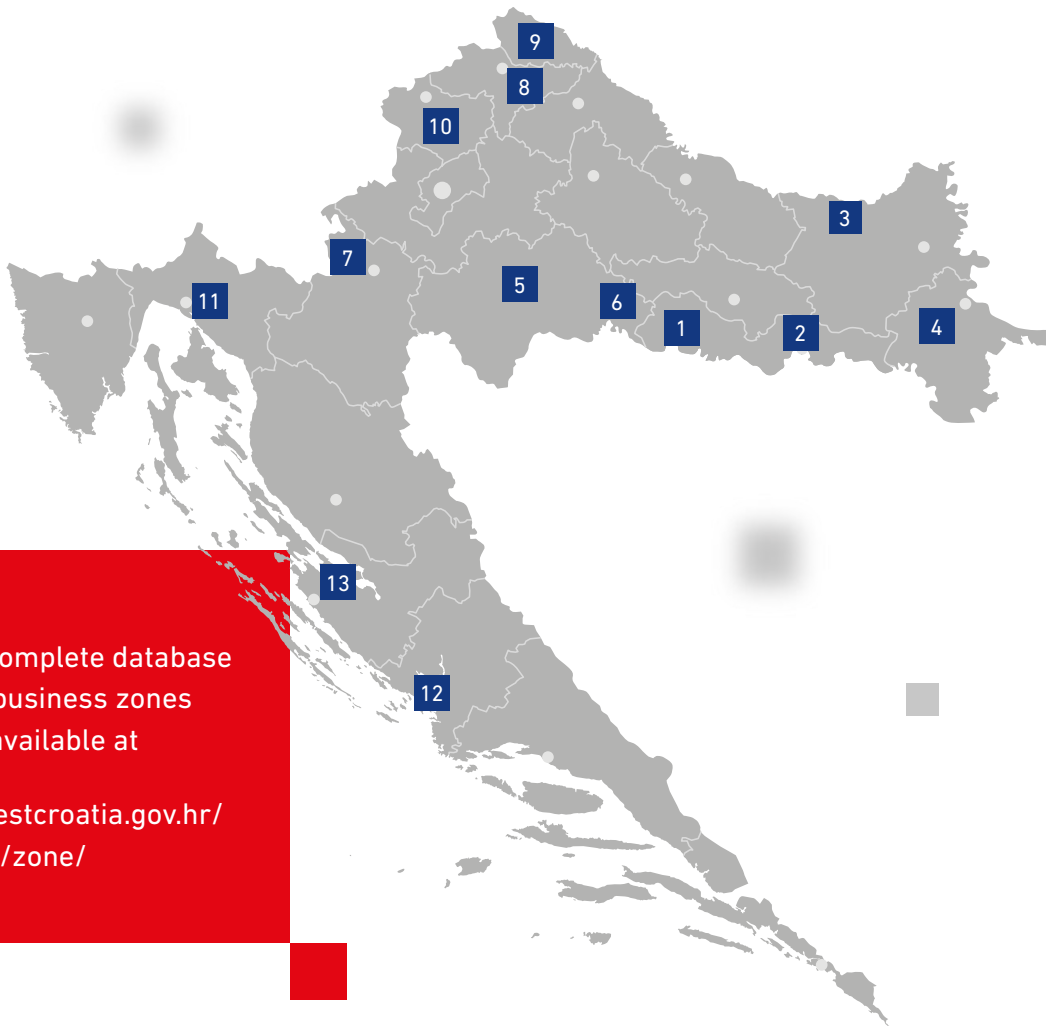 9
8
10
3
7
5
11
6
1
2
4
13
12
omplete database
business zones
available at
estcroatia.gov.hr/
/zone/